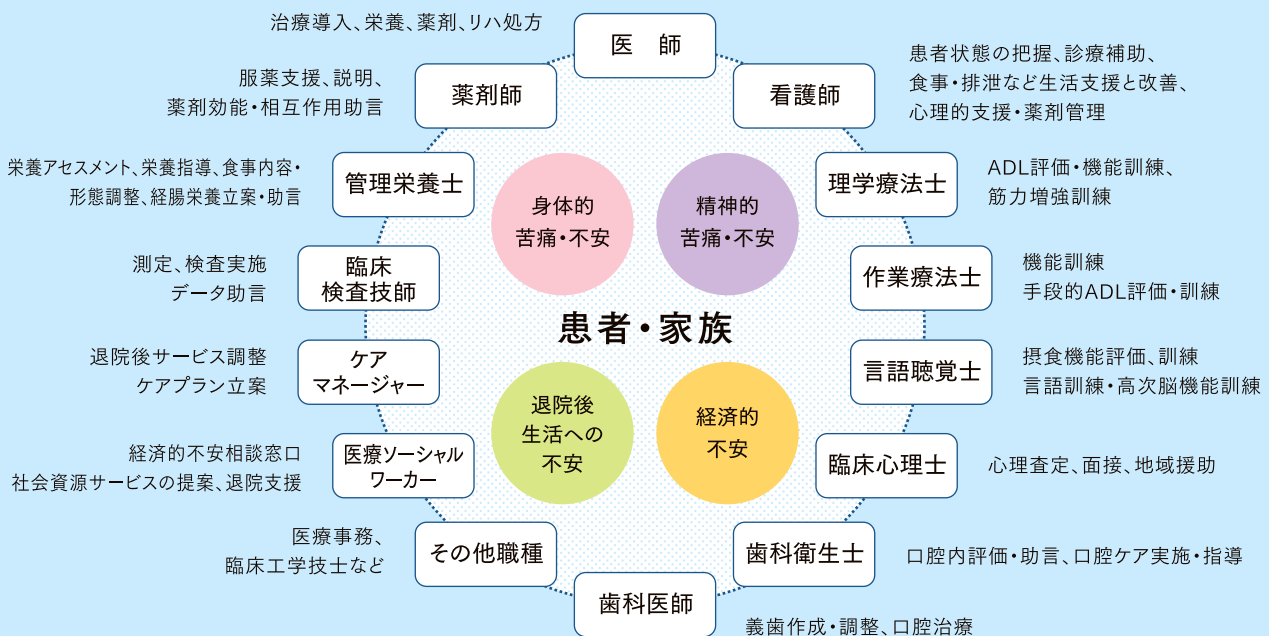 治療導入、栄養、薬剤、リハ処方
医　師
患者状態の把握、診療補助、
食事・排泄など生活支援と改善、
心理的支援・薬剤管理
看護師
服薬支援、説明、
薬剤効能・相互作用助言
薬剤師
栄養アセスメント、栄養指導、食事内容・
形態調整、経腸栄養立案・助言
管理栄養士
理学療法士
ADL評価・機能訓練、
筋力増強訓練
身体的
苦痛・不安
精神的
苦痛・不安
測定、検査実施
データ助言
臨床
検査技師
作業療法士
機能訓練
手段的ADL評価・訓練
患者・家族
退院後サービス調整
ケアプラン立案
ケア
マネージャー
言語聴覚士
摂食機能評価、訓練
言語訓練・高次脳機能訓練
退院後
生活への
不安
経済的
不安
経済的不安相談窓口
社会資源サービスの提案、退院支援
医療ソーシャル
ワーカー
臨床心理士
心理査定、面接、地域援助
医療事務、
臨床工学技士など
その他職種
歯科衛生士
口腔内評価・助言、口腔ケア実施・指導
歯科医師
義歯作成・調整、口腔治療